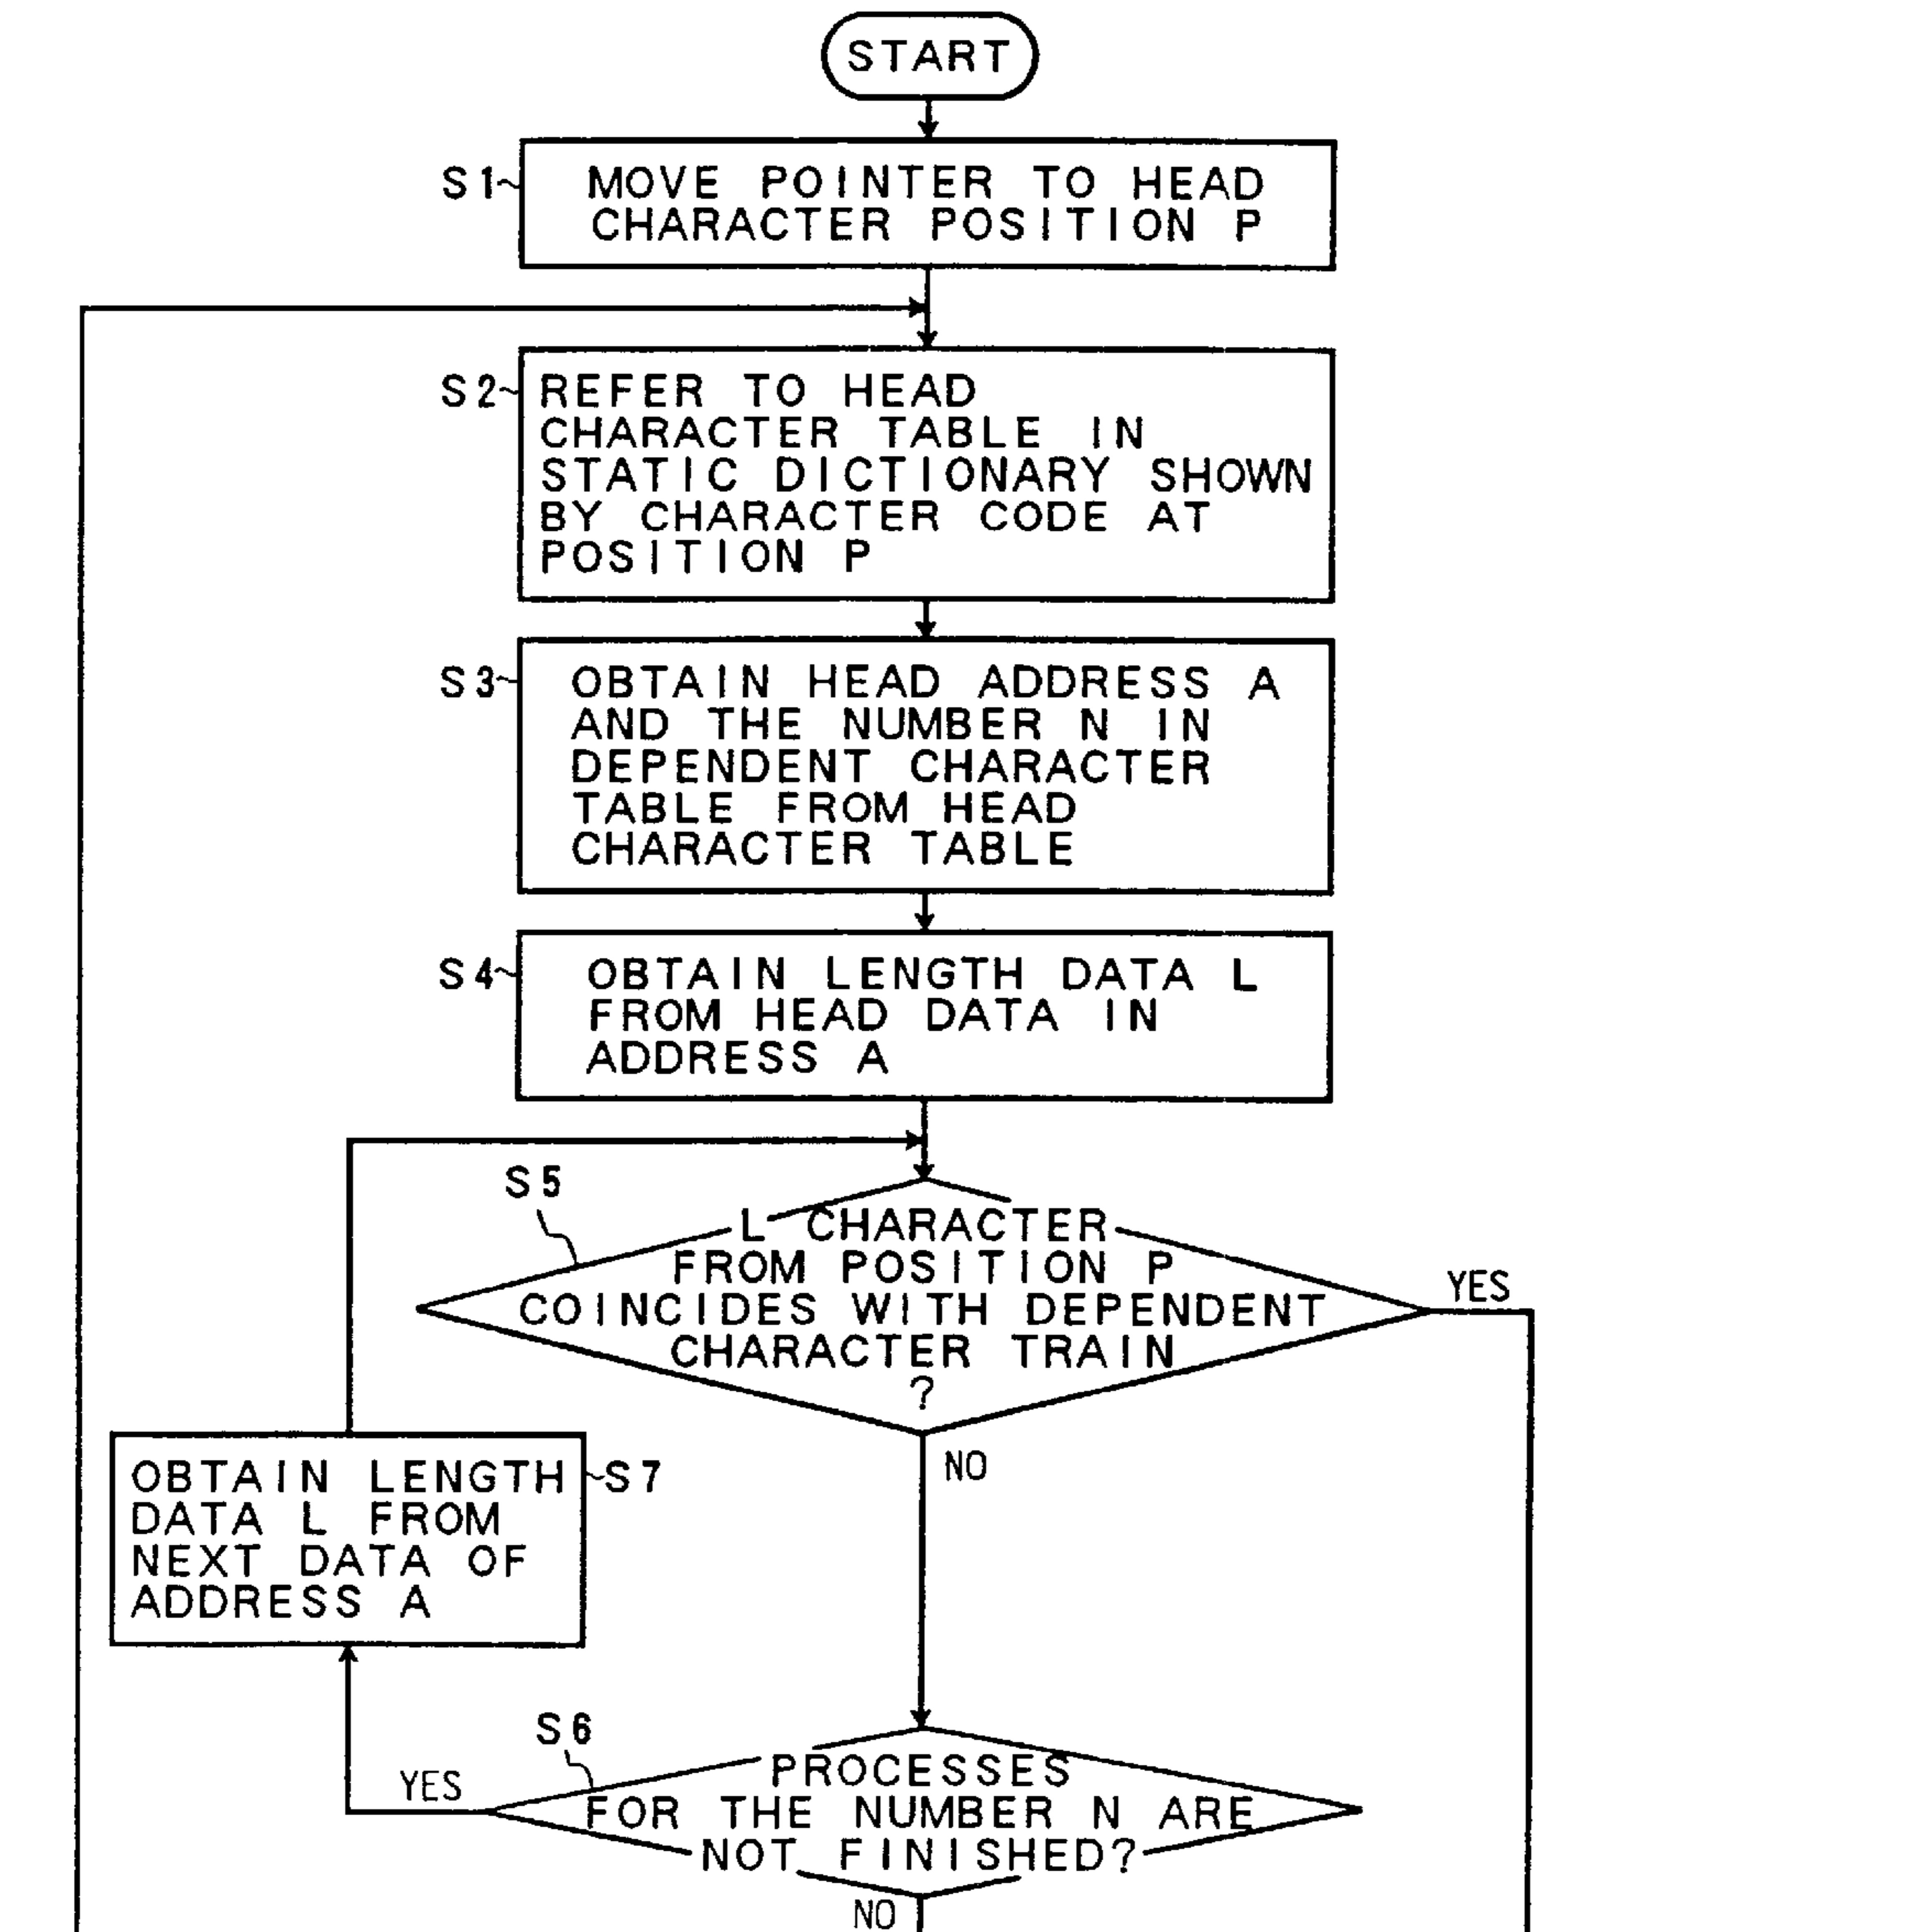 START
S1
MOVE POINTER TO HEAD
CHARACTER POSITION P
S2
REFER TO HEAD
CHARACTER TABLE IN
STATIC DICTIONARY SHOWN
BY CHARACTER CODE AT
POSITION P
S3
OBTAIN HEAD ADDRESS A
AND THE NUMBER N IN
DEPENDENT CHARACTER
TABLE FROM HEAD
CHARACTER TABLE
S4
OBTAIN LENGTH DATA L
FROM HEAD DATA IN
ADDRESS A
S5
L CHARACTER
FROM POSITION P
COINCIDES WITH DEPENDENT
CHARACTER TRAIN
?
YES
NO
OBTAIN LENGTH
DATA L FROM
NEXT DATA OF
ADDRESS A
S7
S6
PROCESSES
FOR THE NUMBER N ARE
NOT FINISHED?
YES
NO